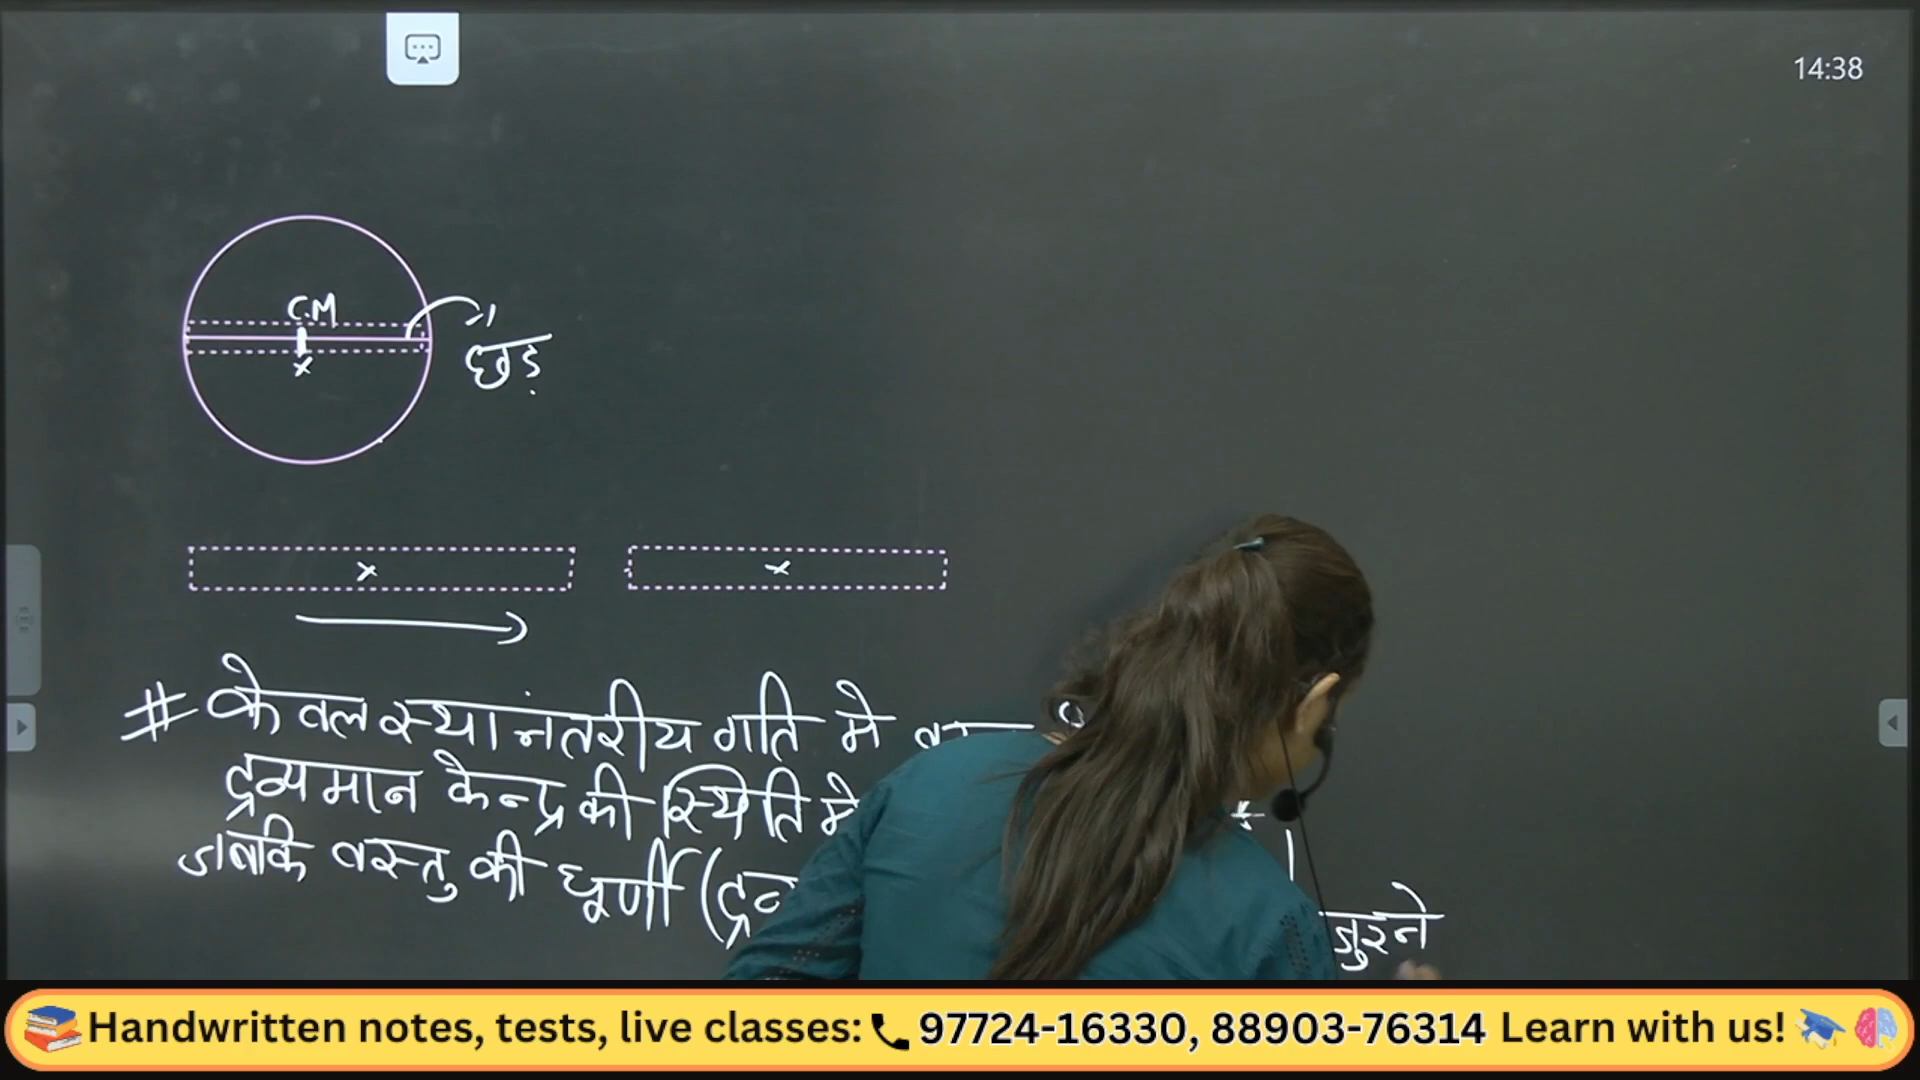 14:38
C.M
x
छड़
x
x
# केवल स्थानंतरीय गति मे
द्रव्यमान केन्द्र की स्थिति मे
जबकि वस्तु की घूर्णी (द्रव्य
Handwritten notes, tests, live classes: 97724-16330, 88903-76314 Learn with us!